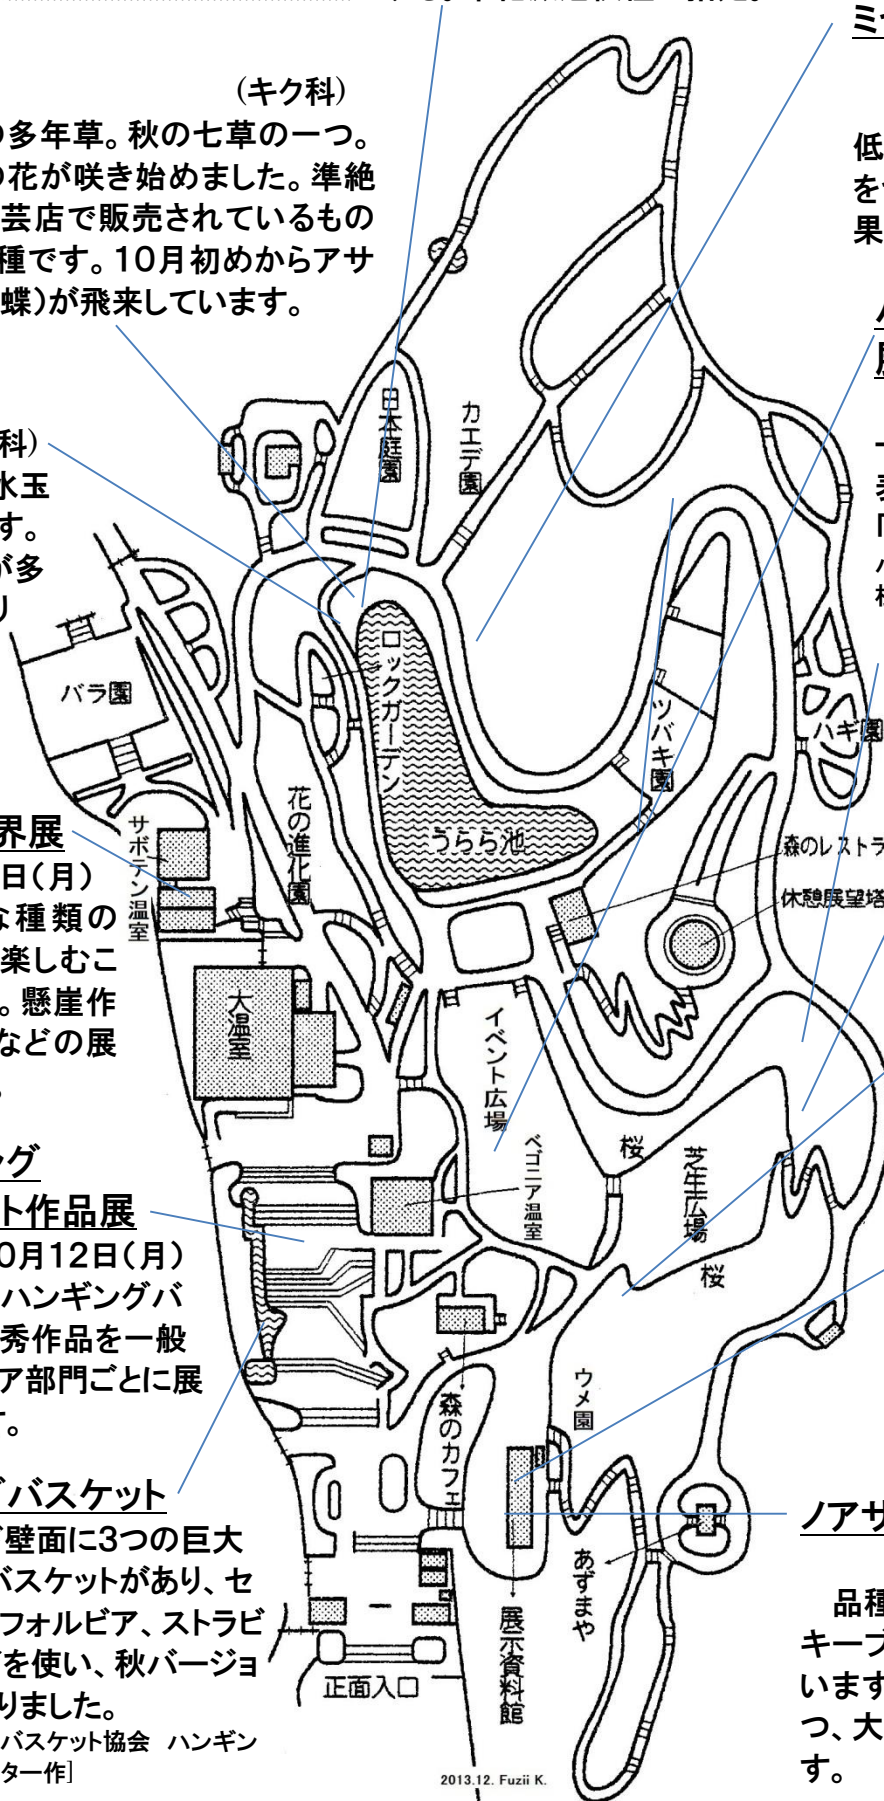 (キク科)
の多年草。秋の七草の一つ。
の花が咲き始めました。準絶
芸店で販売されているもの
種です。10月初めからアサ
蝶)が飛来しています。
科)
水玉
す。
が多
り
界展
日(月)
な種類の
楽しむこ
。懸崖作
などの展
ング
ト作品展
0月12日(月)
ハンギングバ
秀作品を一般
ア部門ごとに展
す。
グバスケット
グ壁面に3つの巨大
バスケットがあり、セ
フォルビア、ストラビ
どを使い、秋バージョ
りました。
バスケット協会 ハンギン
ター作]
ミ
低
を
果
ノアサ
品種
キーブ
います
つ、大
す。
日本庭園
カエデ園
ロックガーデン
うらら池
ツバキ園
ハギ園
バラ園
花の進化園
サボテン温室
森のレストラ
休憩展望塔
大温室
イベント広場
ベゴニア温室
桜
芝生広場
桜
ウメ園
森のカフェ
あずまや
展示資料館
正面入口
2013.12. Fuzii K.